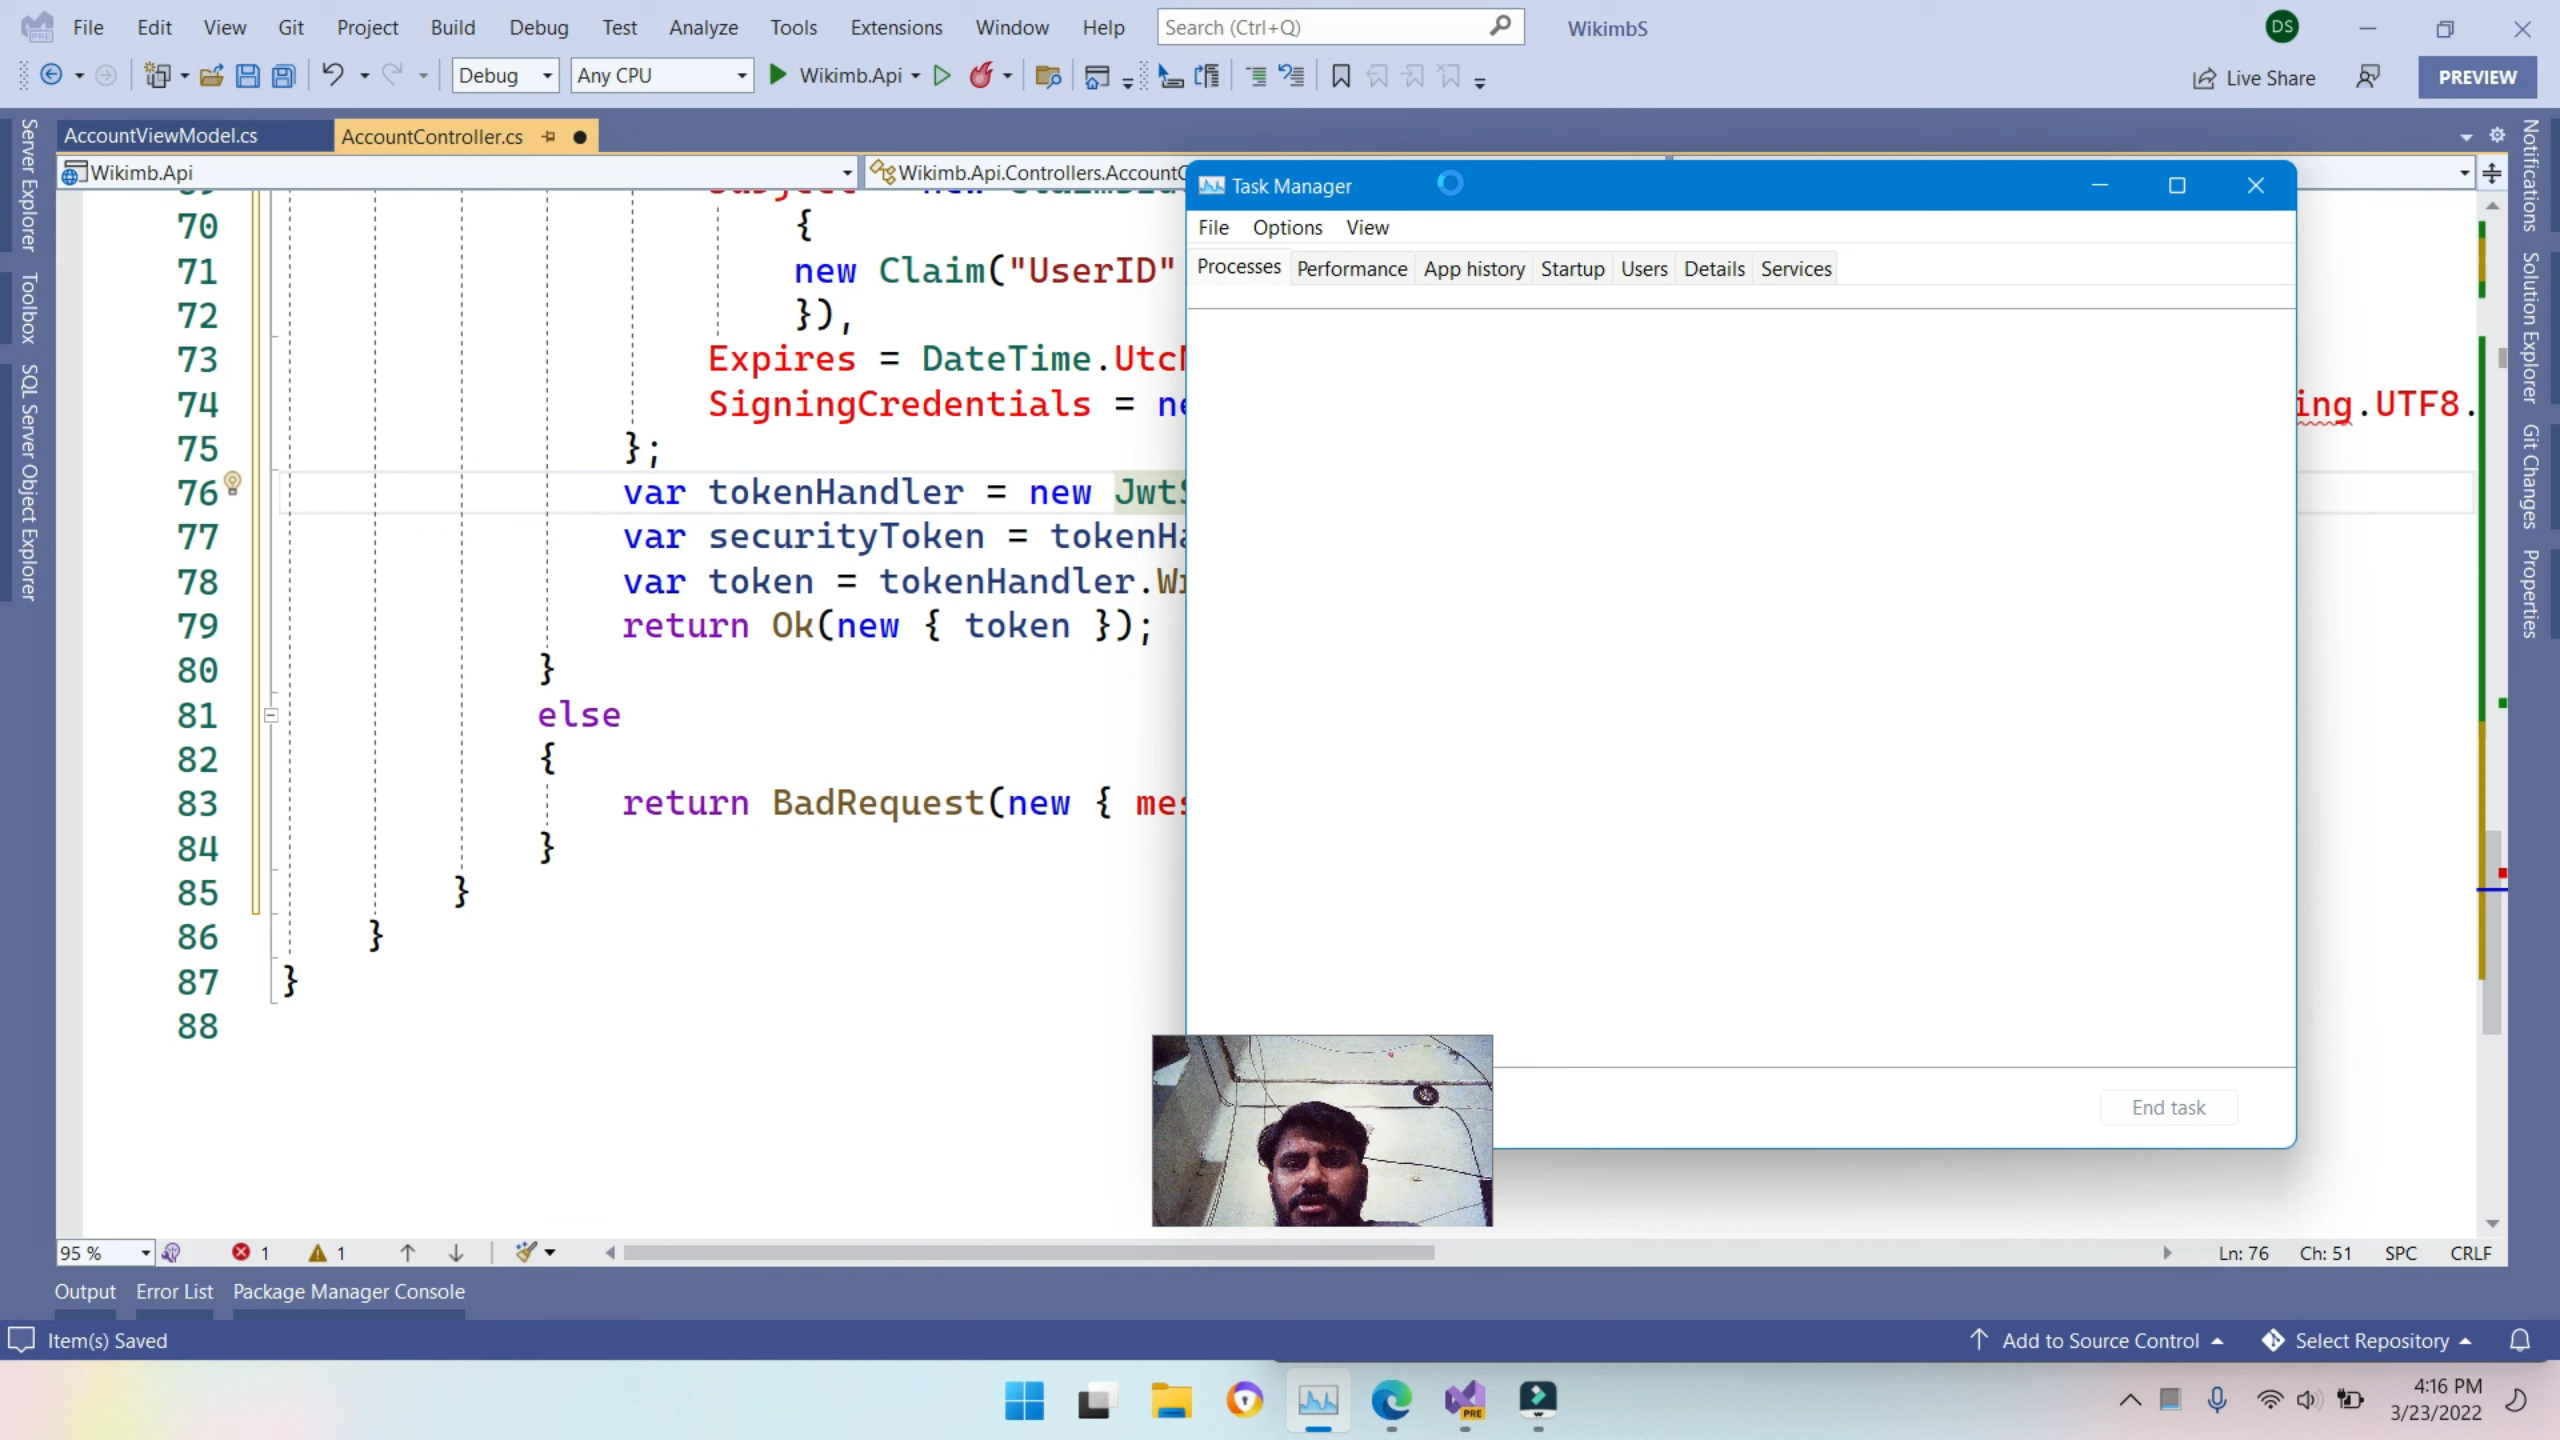 File Edit View Git Project Build Debug Test Analyze Tools Extensions Window Help Search (Ctrl+Q) WikimbS DS
Debug Any CPU Wikimb.Api Live Share PREVIEW
AccountViewModel.cs AccountController.cs
Wikimb.Api Wikimb.Api.Controllers.AccountC
Server Explorer
Toolbox
SQL Server Object Explorer
70 {
71 new Claim("UserID"
72 }),
73 Expires = DateTime.Utc
74 SigningCredentials = ne ing.UTF8.
75 };
76 var tokenHandler = new Jwt
77 var securityToken = tokenHa
78 var token = tokenHandler.Wr
79 return Ok(new { token });
80 }
81 else
82 {
83 return BadRequest(new { mes
84 }
85 }
86 }
87 }
88
Task Manager
File Options View
Processes Performance App history Startup Users Details Services
End task
Notifications
Solution Explorer
Git Changes
Properties
95 % 1 1 Ln: 76 Ch: 51 SPC CRLF
Output Error List Package Manager Console
Item(s) Saved Add to Source Control Select Repository
PRE
4:16 PM
3/23/2022